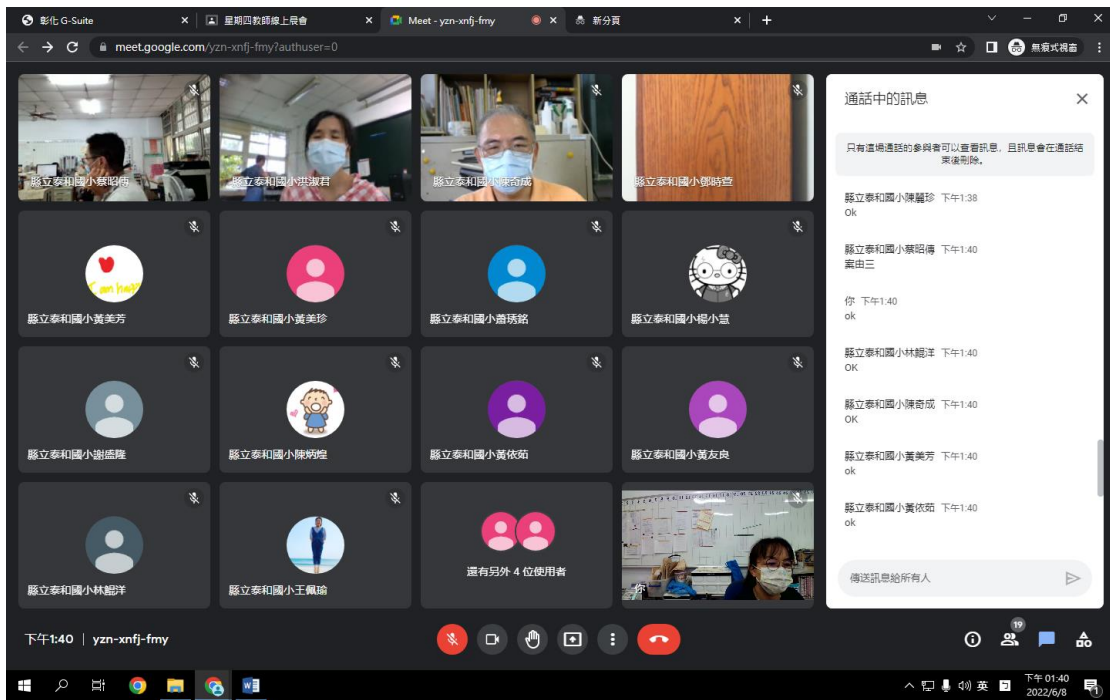 彰化 G-Suite
星期四教師線上晨會
Meet - yzn-xnfj-fmy
新分頁
meet.google.com/yzn-xnfj-fmy?authuser=0
無痕式視窗
縣立泰和國小蔡昭傳
縣立泰和國小洪淑君
縣立泰和國小陳奇成
縣立泰和國小鄧時萱
縣立泰和國小黃美芳
縣立泰和國小黃美珍
縣立泰和國小蕭琇銘
縣立泰和國小楊小慧
縣立泰和國小謝盛隆
縣立泰和國小陳炳煌
縣立泰和國小黃依茹
縣立泰和國小黃友良
縣立泰和國小林錕洋
縣立泰和國小王佩瑜
還有另外 4 位使用者
你
通話中的訊息
只有這場通話的參與者可以查看訊息，且訊息會在通話結
束後刪除。
縣立泰和國小陳麗珍 下午1:38
Ok
縣立泰和國小蔡昭傳 下午1:40
案由三
你 下午1:40
ok
縣立泰和國小林錕洋 下午1:40
OK
縣立泰和國小陳奇成 下午1:40
OK
縣立泰和國小黃美芳 下午1:40
ok
縣立泰和國小黃依茹 下午1:40
ok
傳送訊息給所有人
下午1:40 | yzn-xnfj-fmy
19
英
下午 01:40
2022/6/8